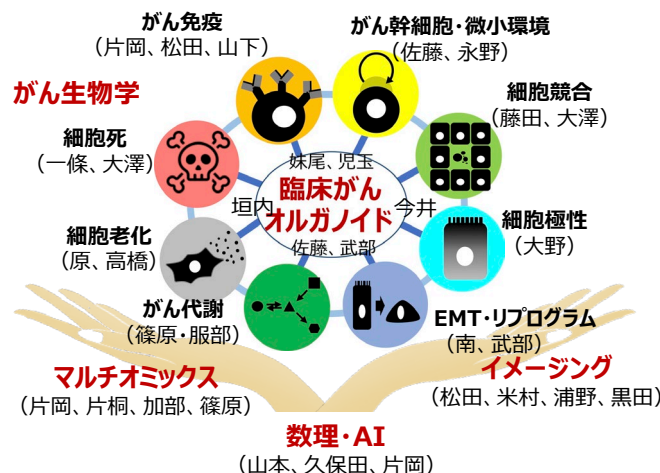 がん免疫
（片岡、松田、山下）
がん幹細胞・微小環境
（佐藤、永野）
がん生物学
細胞競合
（藤田、大澤）
細胞死
（一條、大澤）
妹尾、児玉
臨床がん
オルガノイド
垣内
今井
佐藤、武部
細胞極性
（大野）
細胞老化
（原、高橋）
がん代謝
（篠原・服部）
EMT・リプログラム
（南、武部）
マルチオミックス
（片岡、片桐、加部、篠原）
イメージング
（松田、米村、浦野、黒田）
数理・AI
（山本、久保田、片岡）